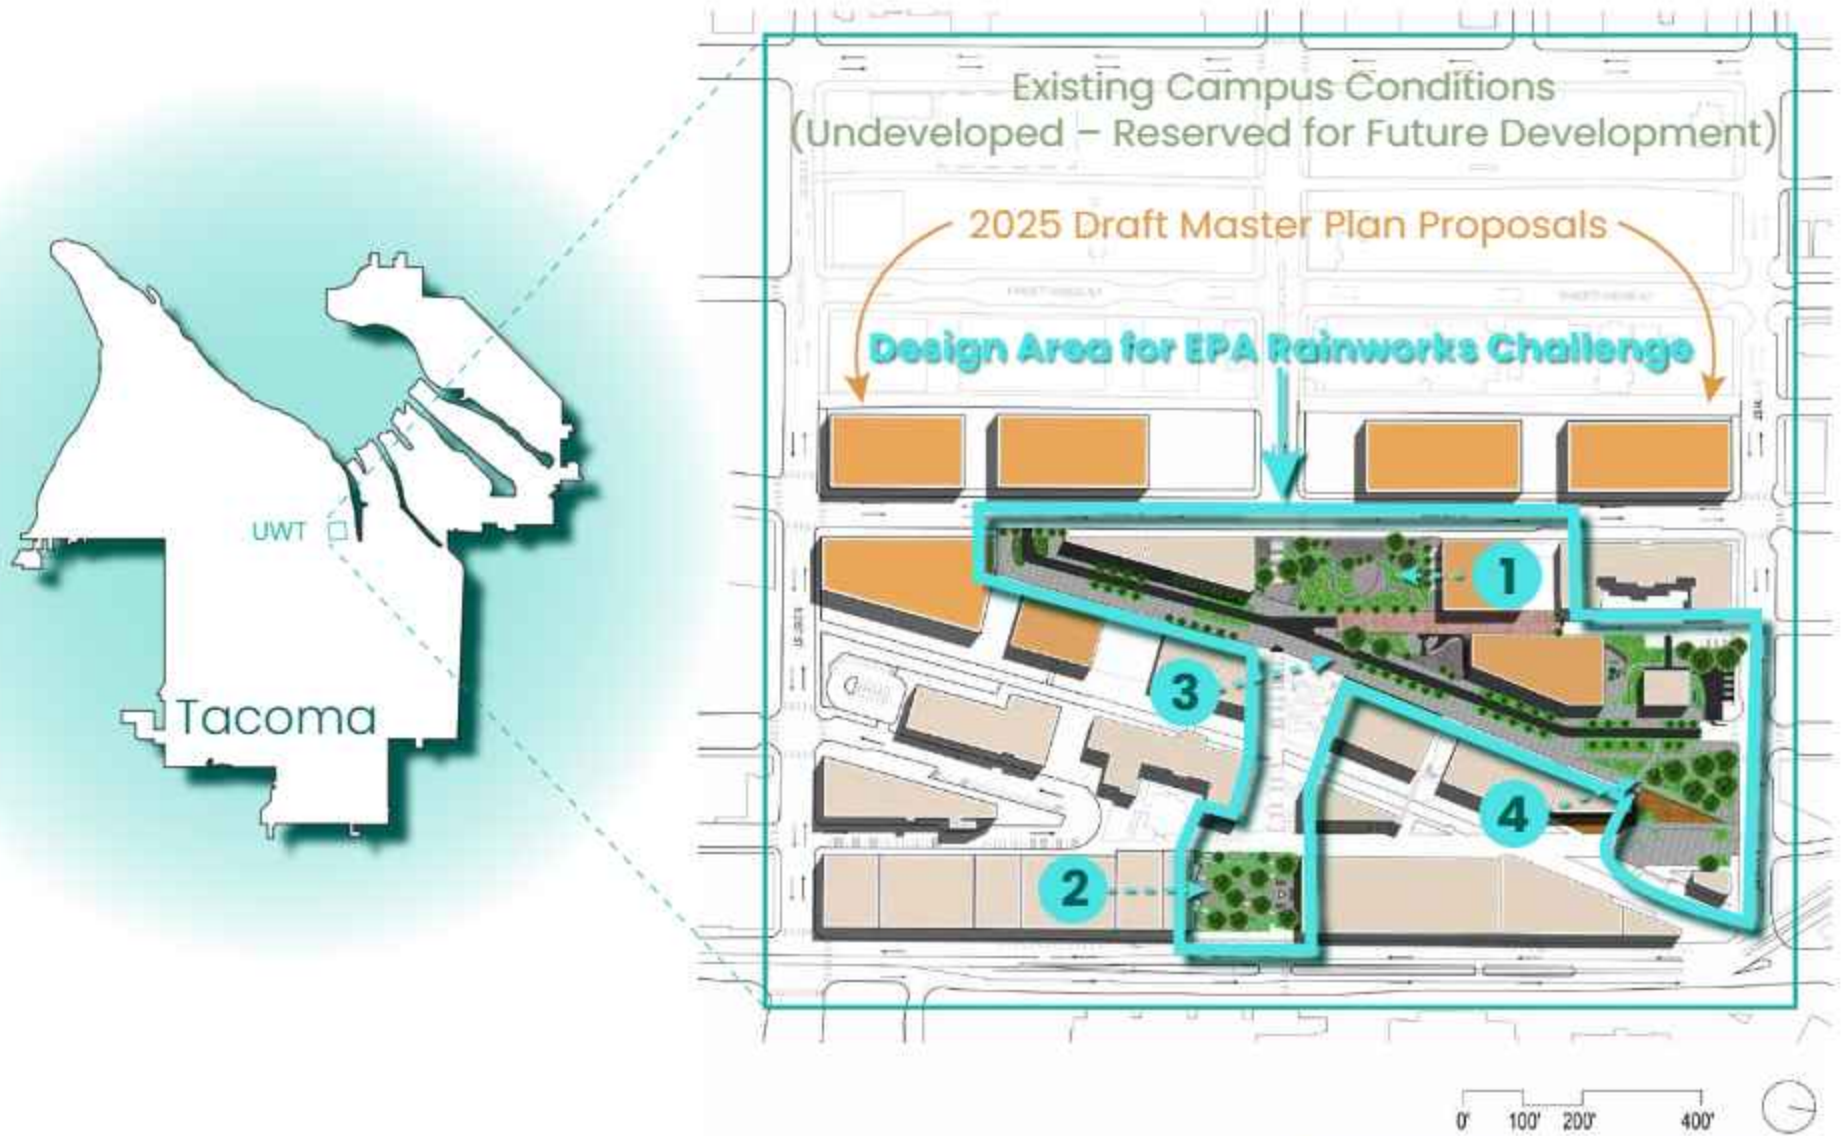 Existing Campus Conditions
(Undeveloped – Reserved for Future Development)
2025 Draft Master Plan Proposals
Design Area for EPA Rainworks Challenge
UWT
Tacoma
1
3
4
2
0'
100'
200'
400'